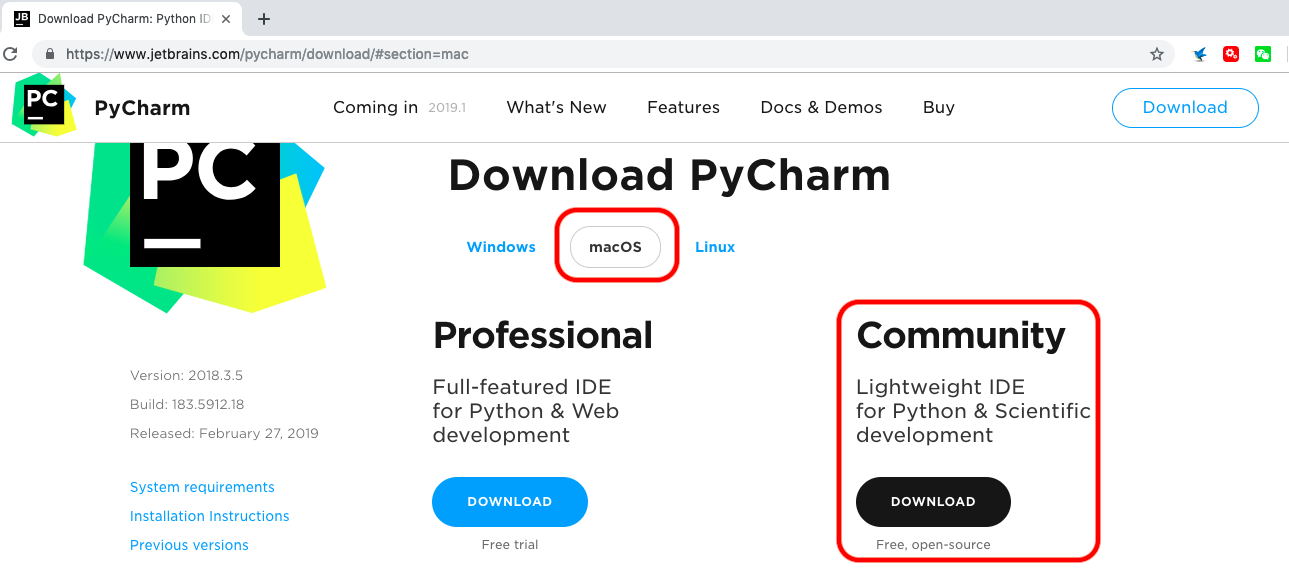 JB
Download PyCharm: Python ID
https://www.jetbrains.com/pycharm/download/#section=mac
PC
PyCharm
Coming in 2019.1
What's New
Features
Docs & Demos
Buy
Download
PC
Download PyCharm
Windows
macOS
Linux
Version: 2018.3.5
Build: 183.5912.18
Released: February 27, 2019
System requirements
Installation Instructions
Previous versions
Professional
Full-featured IDE
for Python & Web
development
DOWNLOAD
Free trial
Community
Lightweight IDE
for Python & Scientific
development
DOWNLOAD
Free, open-source